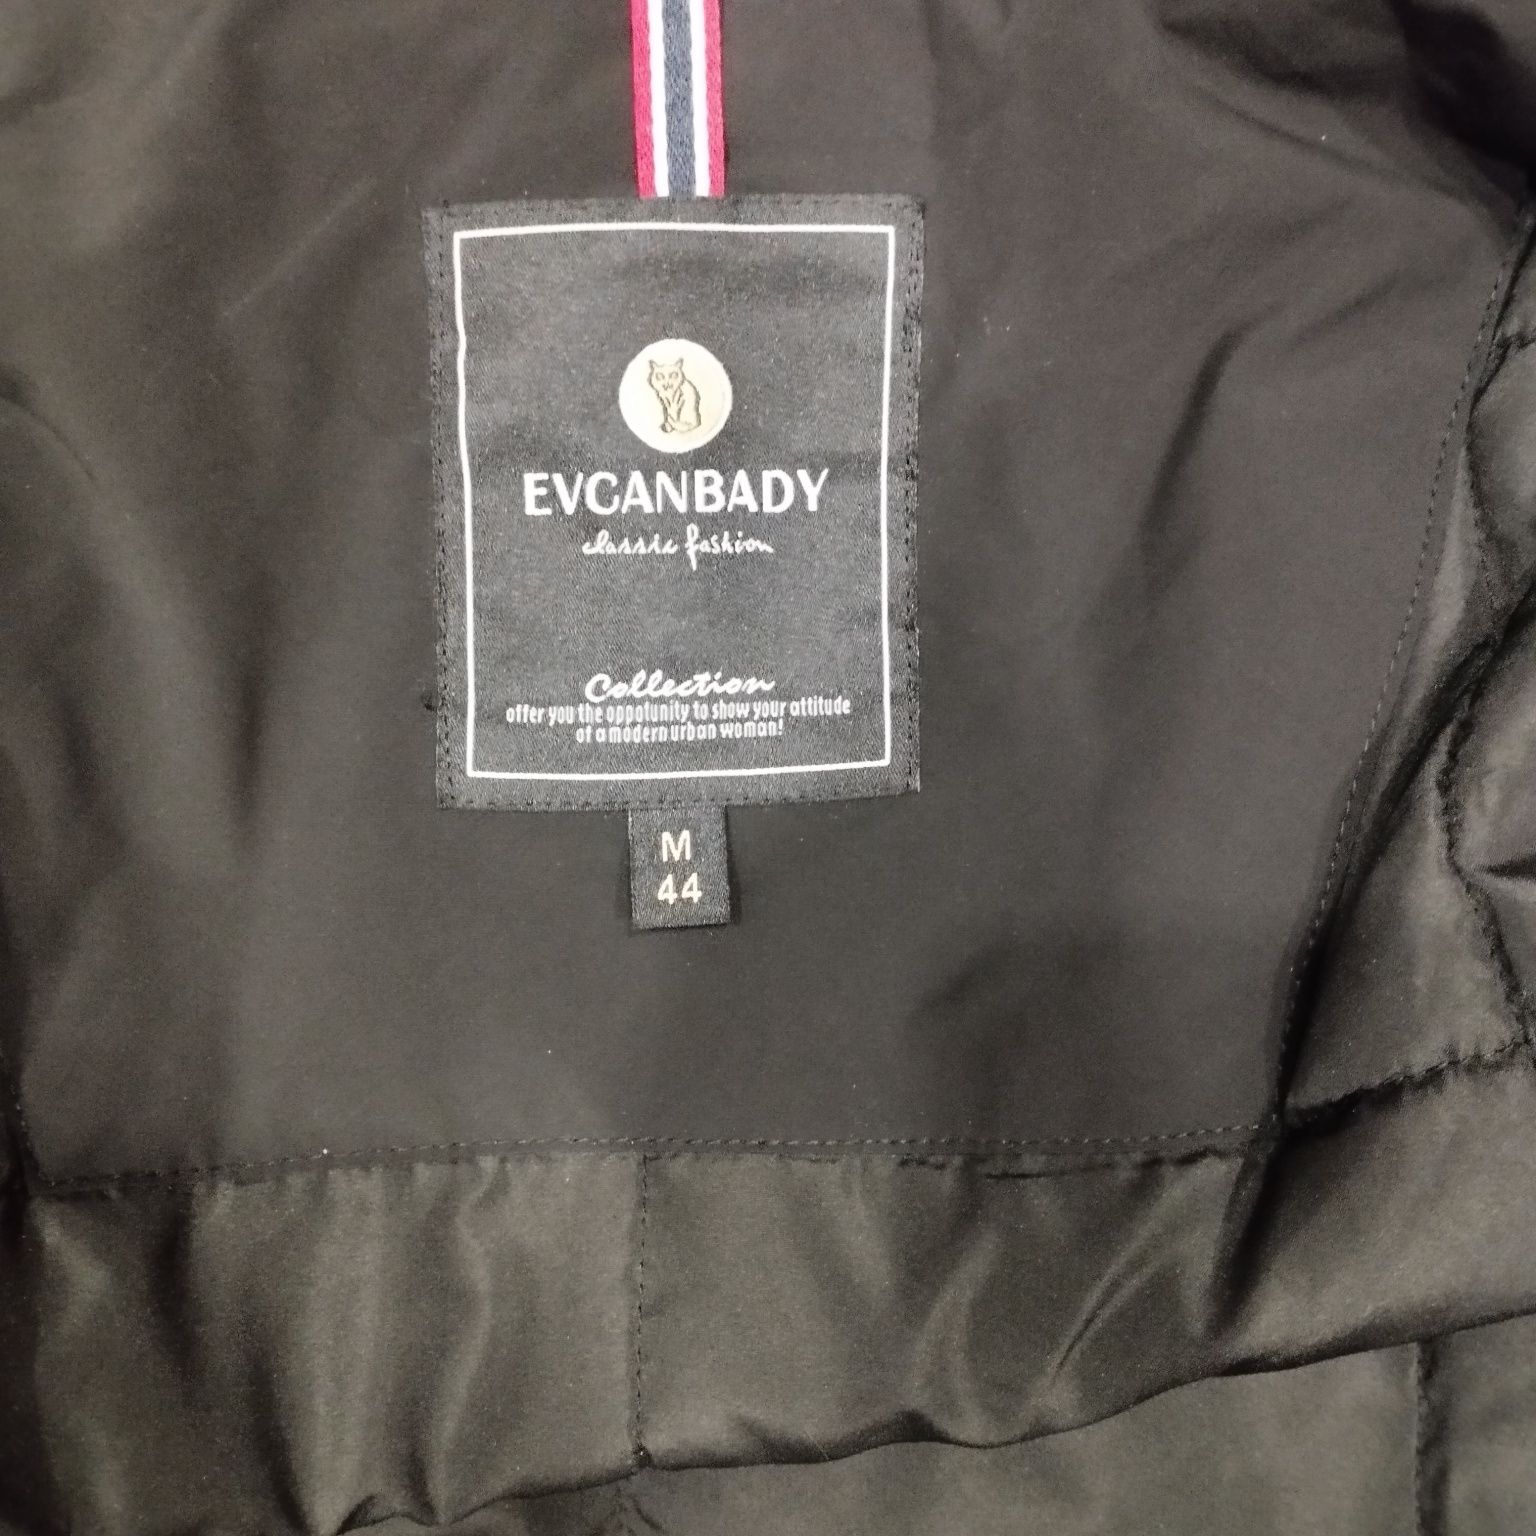 EVCANBADY
classic fashion
Collection
offer you the oppotunity to show your attitude
of a modern urban woman!
M
44